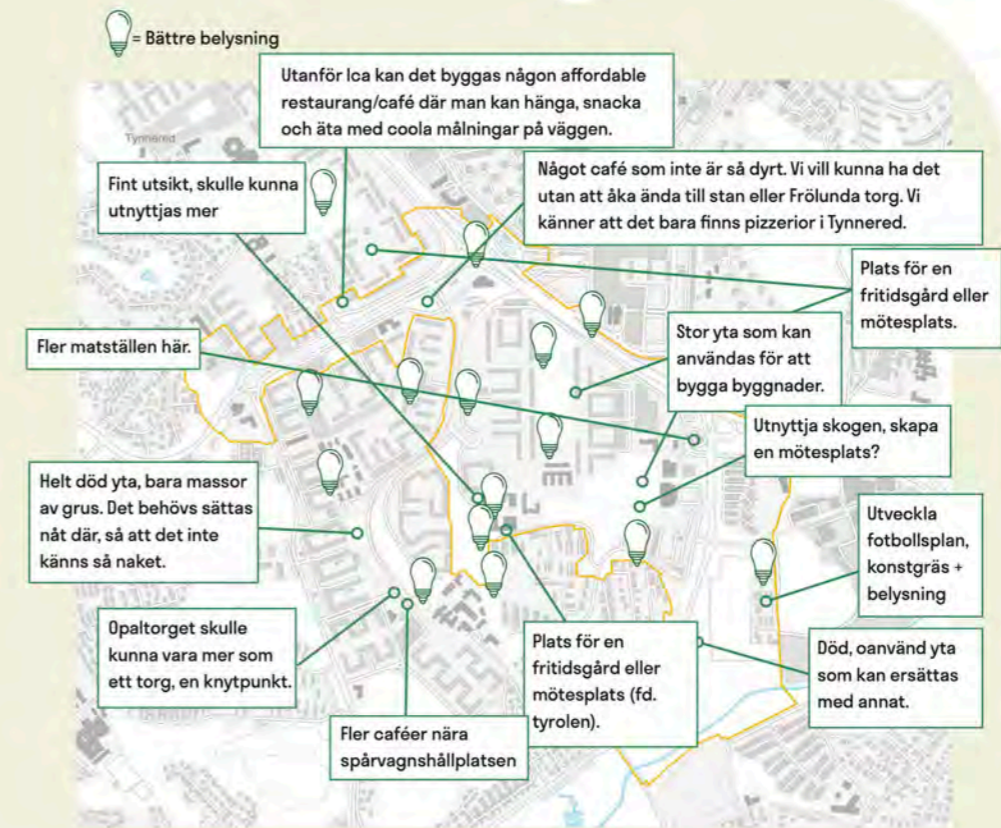 = Bättre belysning
Utanför Ica kan det byggas någon affordable
restaurang/café där man kan hänga, snacka
och äta med coola målningar på väggen.
Tynnered
Fint utsikt, skulle kunna
utnyttjas mer
Något café som inte är så dyrt. Vi vill kunna ha det
utan att åka ända till stan eller Frölunda torg. Vi
känner att det bara finns pizzerior i Tynnered.
Plats för en
fritidsgård eller
mötesplats.
Stor yta som kan
användas för att
bygga byggnader.
Fler matställen här.
Utnyttja skogen, skapa
en mötesplats?
Helt död yta, bara massor
av grus. Det behövs sättas
nåt där, så att det inte
känns så naket.
Utveckla
fotbollsplan,
konstgräs +
belysning
Opaltorget skulle
kunna vara mer som
ett torg, en knytpunkt.
Plats för en
fritidsgård eller
mötesplats (fd.
tyrolen).
Död, oanvänd yta
som kan ersättas
med annat.
Fler caféer nära
spårvagnshållplatsen